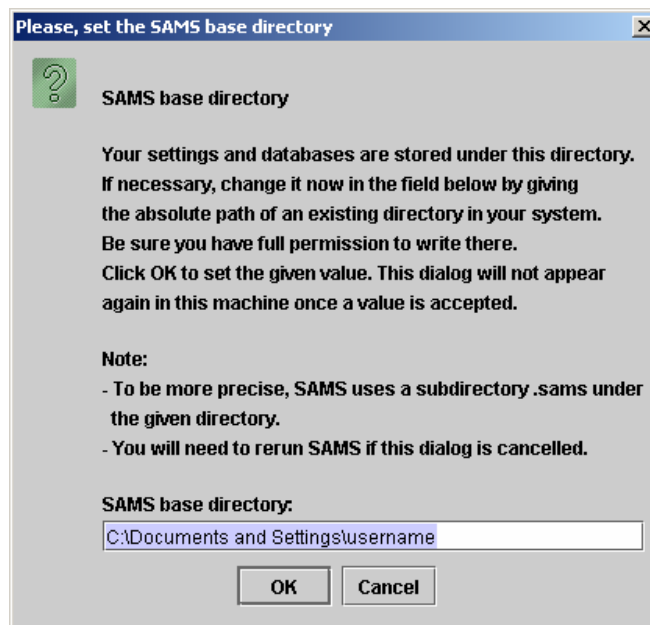 Please, set the SAMS base directory
SAMS base directory
Your settings and databases are stored under this directory.
If necessary, change it now in the field below by giving
the absolute path of an existing directory in your system.
Be sure you have full permission to write there.
Click OK to set the given value. This dialog will not appear
again in this machine once a value is accepted.
Note:
- To be more precise, SAMS uses a subdirectory .sams under
the given directory.
- You will need to rerun SAMS if this dialog is cancelled.
SAMS base directory:
C:\Documents and Settings\username
OK Cancel